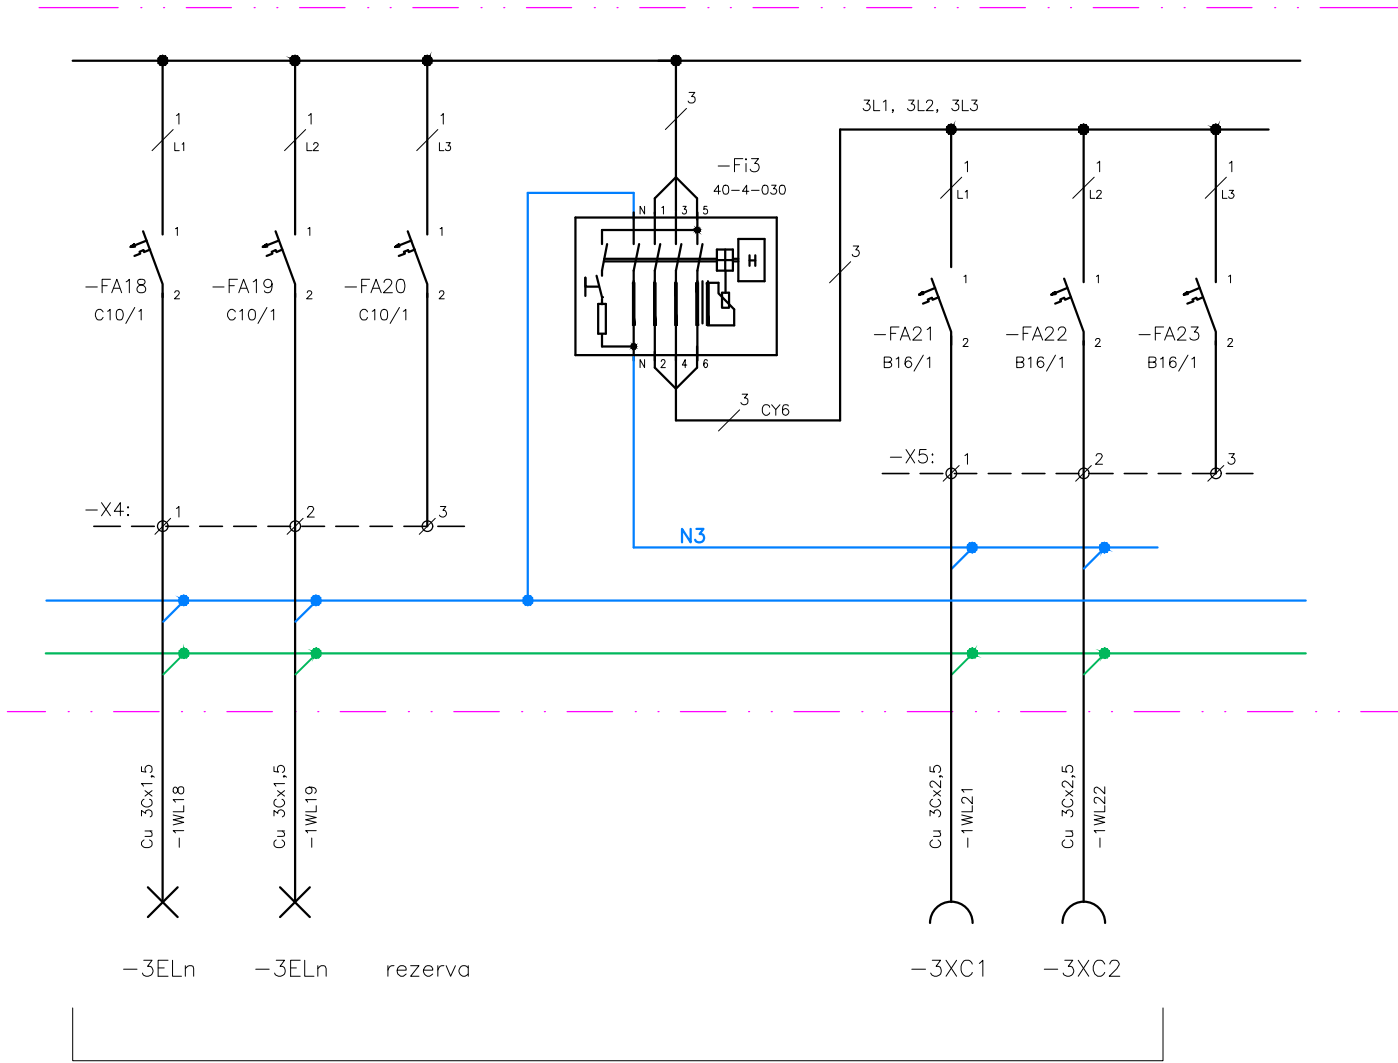 3
3L1, 3L2, 3L3
1
L1
1
L2
1
L3
-Fi3
40-4-030
1
L1
1
L2
1
L3
N 1 3 5
1
2
-FA18
C10/1
1
2
-FA19
C10/1
1
2
-FA20
C10/1
H
3
1
2
-FA21
B16/1
1
2
-FA22
B16/1
1
2
-FA23
B16/1
N 2 4 6
3
CY6
-X5: 1 2 3
-X4: 1 2 3
N3
Cu 3Cx1,5
-1WL18
Cu 3Cx1,5
-1WL19
Cu 3Cx2,5
-1WL21
Cu 3Cx2,5
-1WL22
-3ELn
-3ELn
rezerva
-3XC1
-3XC2